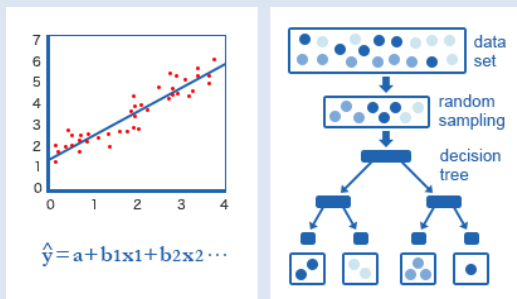 7
6
5
4
3
2
1
0
0 1 2 3 4
ŷ=a+b1x1+b2x2⋯
data
set
random
sampling
decision
tree